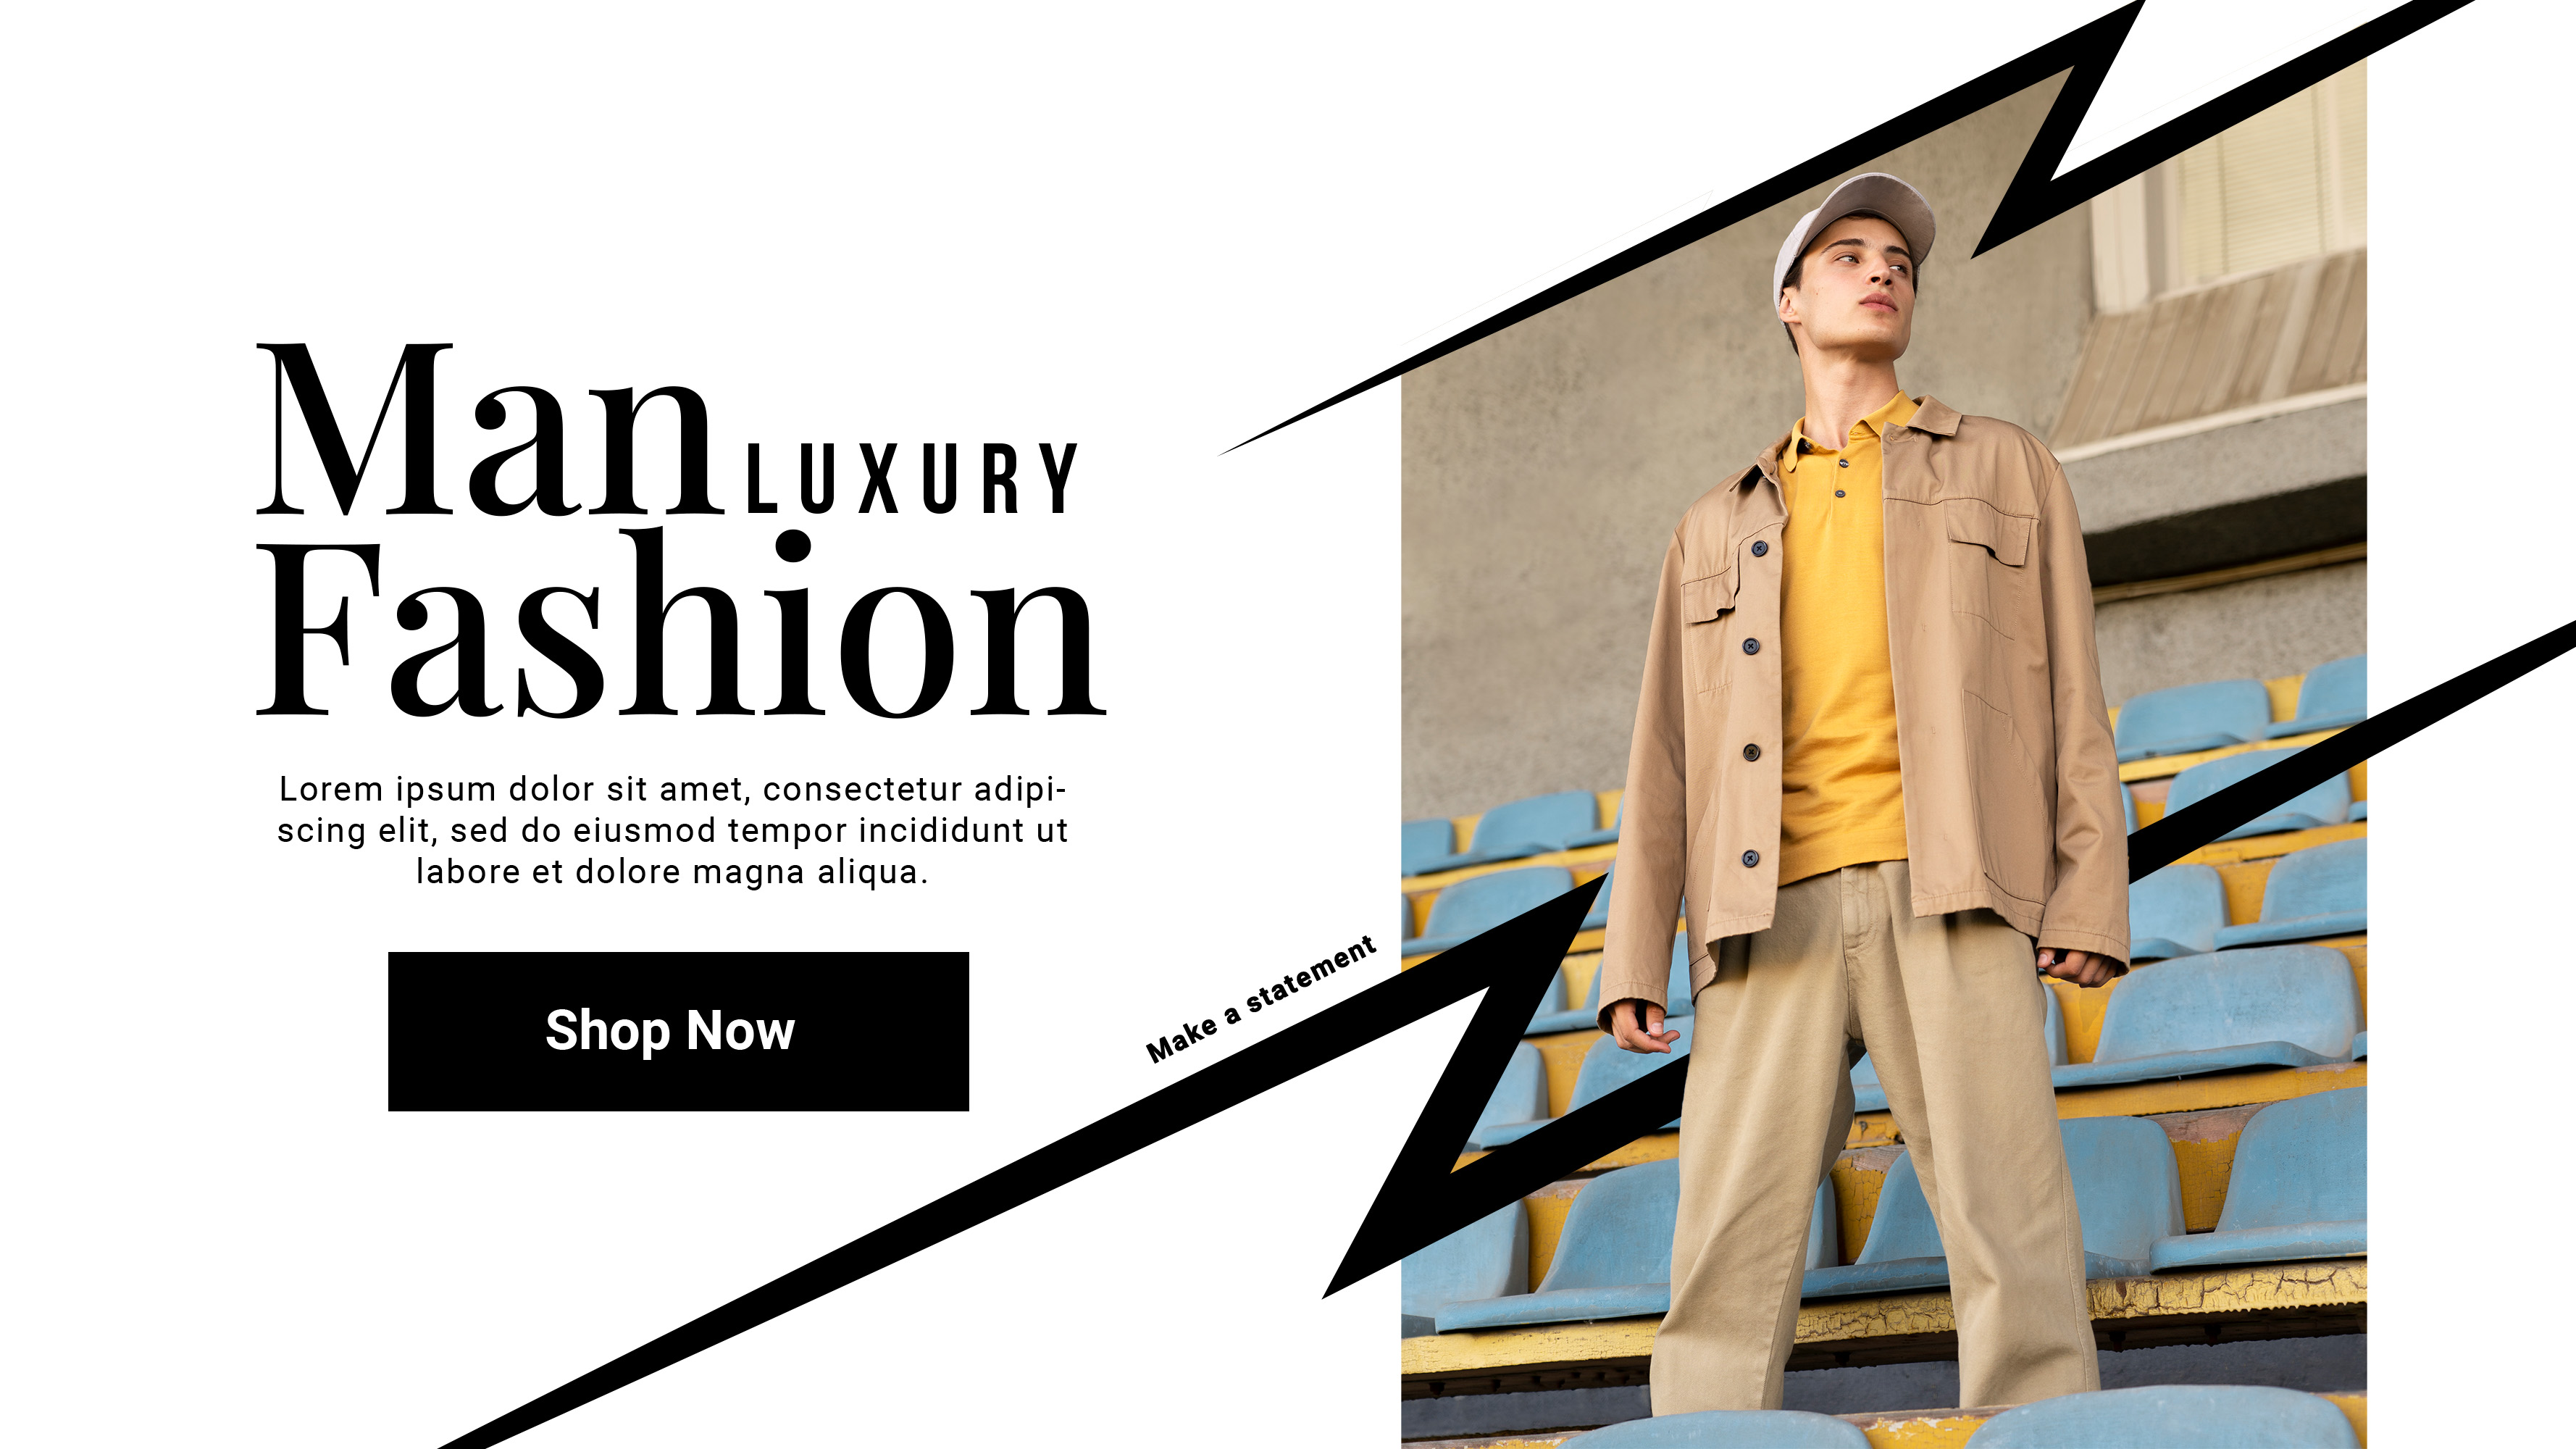 Man LUXURY
Fashion
Lorem ipsum dolor sit amet, consectetur adipi-
scing elit, sed do eiusmod tempor incididunt ut
labore et dolore magna aliqua.
Shop Now
Make a statement